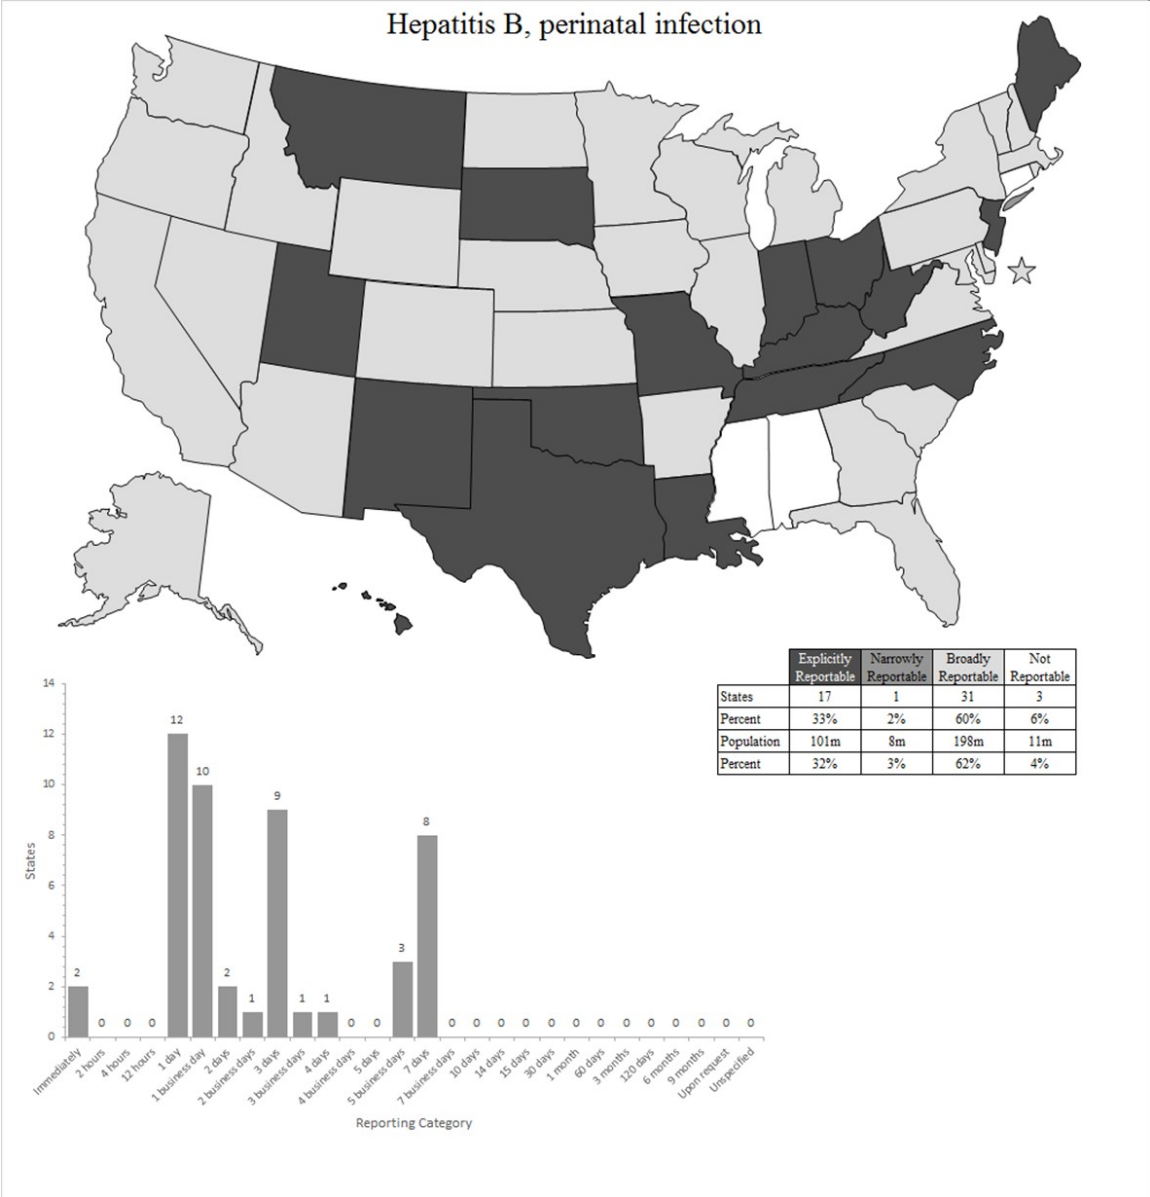 Hepatitis B, perinatal infection
Explicitly Reportable Narrowly Reportable Broadly Reportable Not Reportable
States 17 1 31 3
Percent 33% 2% 60% 6%
Population 101m 8m 198m 11m
Percent 32% 3% 62% 4%
14
12
10
8
6
4
2
0
States
2 0 0 0 12 10 2 1 9 1 1 0 0 3 8 0 0 0 0 0 0 0 0 0 0 0 0 0
Immediately
2 hours
4 hours
12 hours
1 day
1 business day
2 days
2 business days
3 days
3 business days
4 days
4 business days
5 days
5 business days
7 days
7 business days
10 days
14 days
15 days
30 days
1 month
60 days
3 months
120 days
6 months
9 months
Upon request
Unspecified
Reporting Category